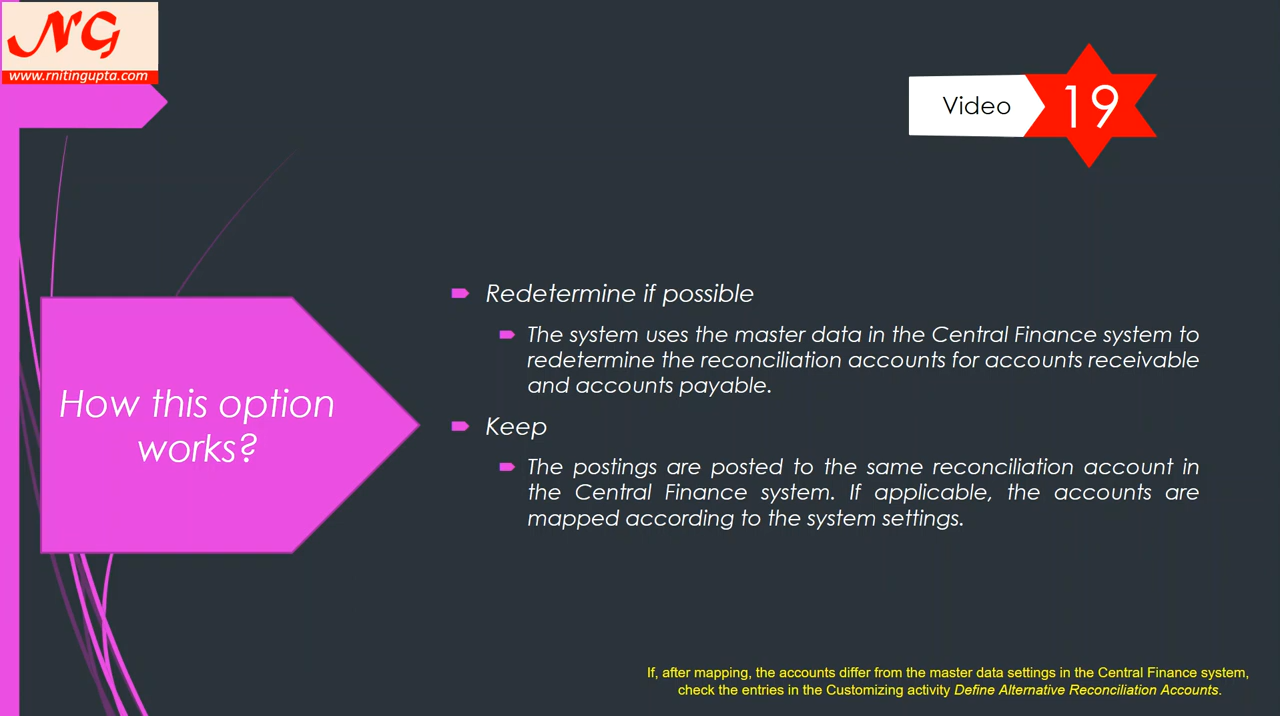 NG
www.rnitingupta.com
Video 19
How this option
works?
Redetermine if possible
The system uses the master data in the Central Finance system to
redetermine the reconciliation accounts for accounts receivable
and accounts payable.
Keep
The postings are posted to the same reconciliation account in
the Central Finance system. If applicable, the accounts are
mapped according to the system settings.
If, after mapping, the accounts differ from the master data settings in the Central Finance system,
check the entries in the Customizing activity Define Alternative Reconciliation Accounts.